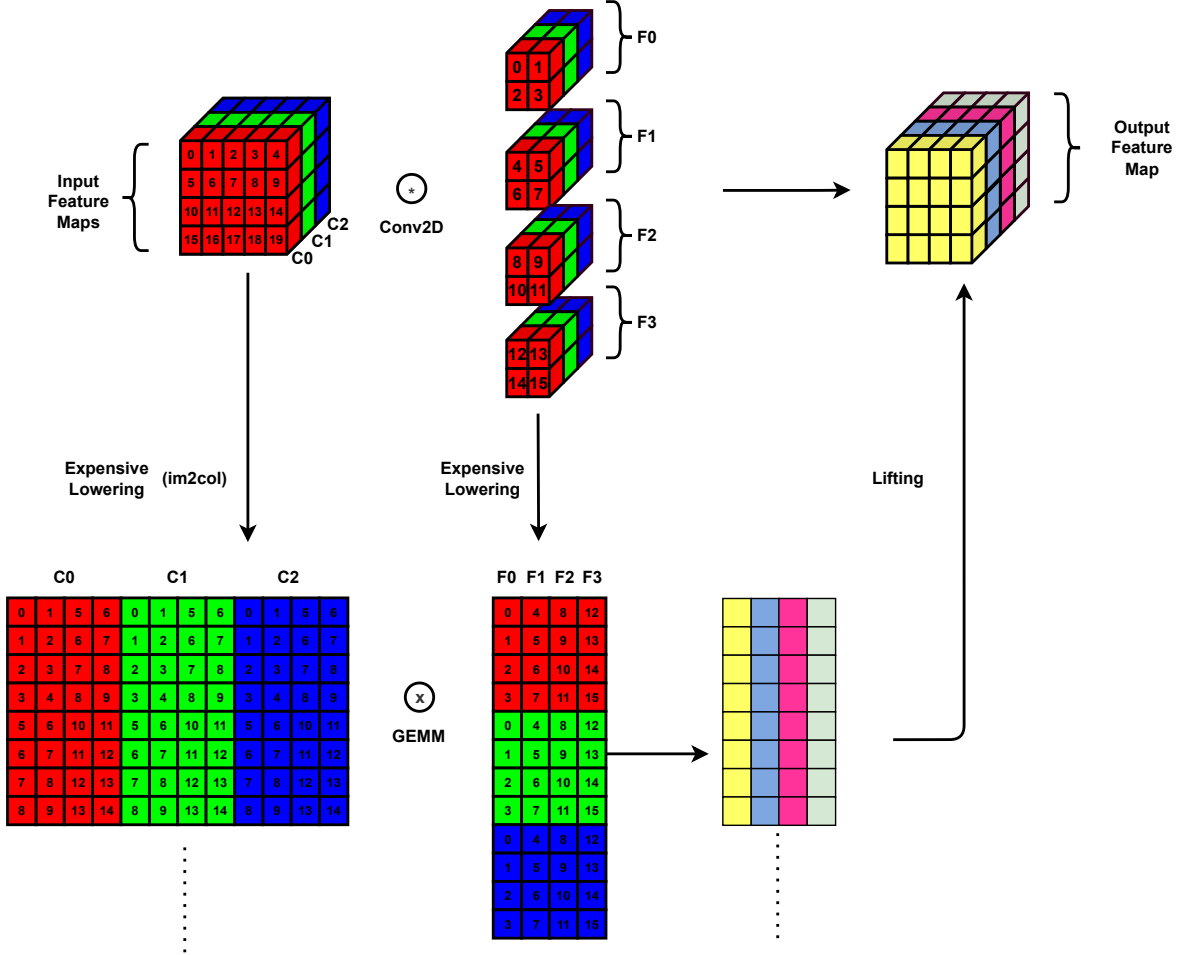 F0
0 1
2 3
F1
4 5
6 7
F2
8 9
10 11
F3
12 13
14 15
Input
Feature
Maps
0 1 2 3 4
5 6 7 8 9
10 11 12 13 14
15 16 17 18 19
C0
C1
C2
*
Conv2D
Output
Feature
Map
Expensive
Lowering
(im2col)
Expensive
Lowering
Lifting
C0 C1 C2
0 1 5 6 0 1 5 6 0 1 5 6
1 2 6 7 1 2 6 7 1 2 6 7
2 3 7 8 2 3 7 8 2 3 7 8
3 4 8 9 3 4 8 9 3 4 8 9
5 6 10 11 5 6 10 11 5 6 10 11
6 7 11 12 6 7 11 12 6 7 11 12
7 8 12 13 7 8 12 13 7 8 12 13
8 9 13 14 8 9 13 14 8 9 13 14
x
GEMM
F0 F1 F2 F3
0 4 8 12
1 5 9 13
2 6 10 14
3 7 11 15
0 4 8 12
1 5 9 13
2 6 10 14
3 7 11 15
0 4 8 12
1 5 9 13
2 6 10 14
3 7 11 15